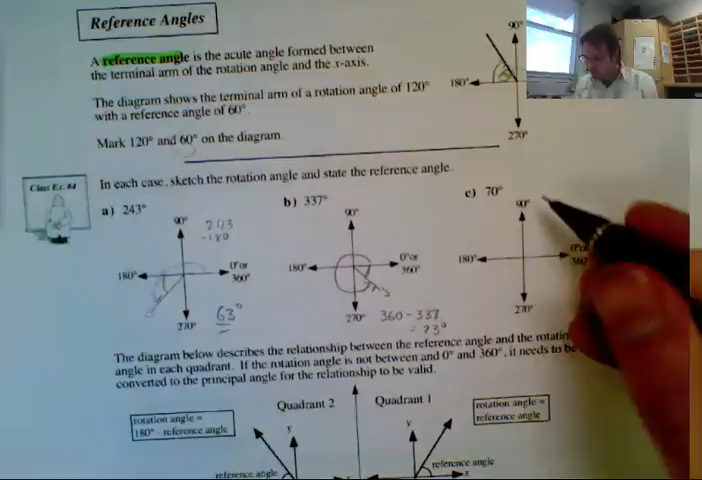 Reference Angles
A reference angle is the acute angle formed between
the terminal arm of the rotation angle and the x-axis.
The diagram shows the terminal arm of a rotation angle of 120°
with a reference angle of 60°.
Mark 120° and 60° on the diagram.
90°
180°
270°
Class Ex. #4
In each case, sketch the rotation angle and state the reference angle.
a) 243°
b) 337°
c) 70°
90°
243
-180
180°
0° or
360°
270°
63°
90°
180°
0° or
360°
270°
360 - 337
= 23°
90°
180°
0° or
360°
270°
The diagram below describes the relationship between the reference angle and the rotation
angle in each quadrant. If the rotation angle is not between and 0° and 360°, it needs to be
converted to the principal angle for the relationship to be valid.
rotation angle =
180° - reference angle
Quadrant 2
Quadrant 1
rotation angle =
reference angle
y
y
reference angle
reference angle
x